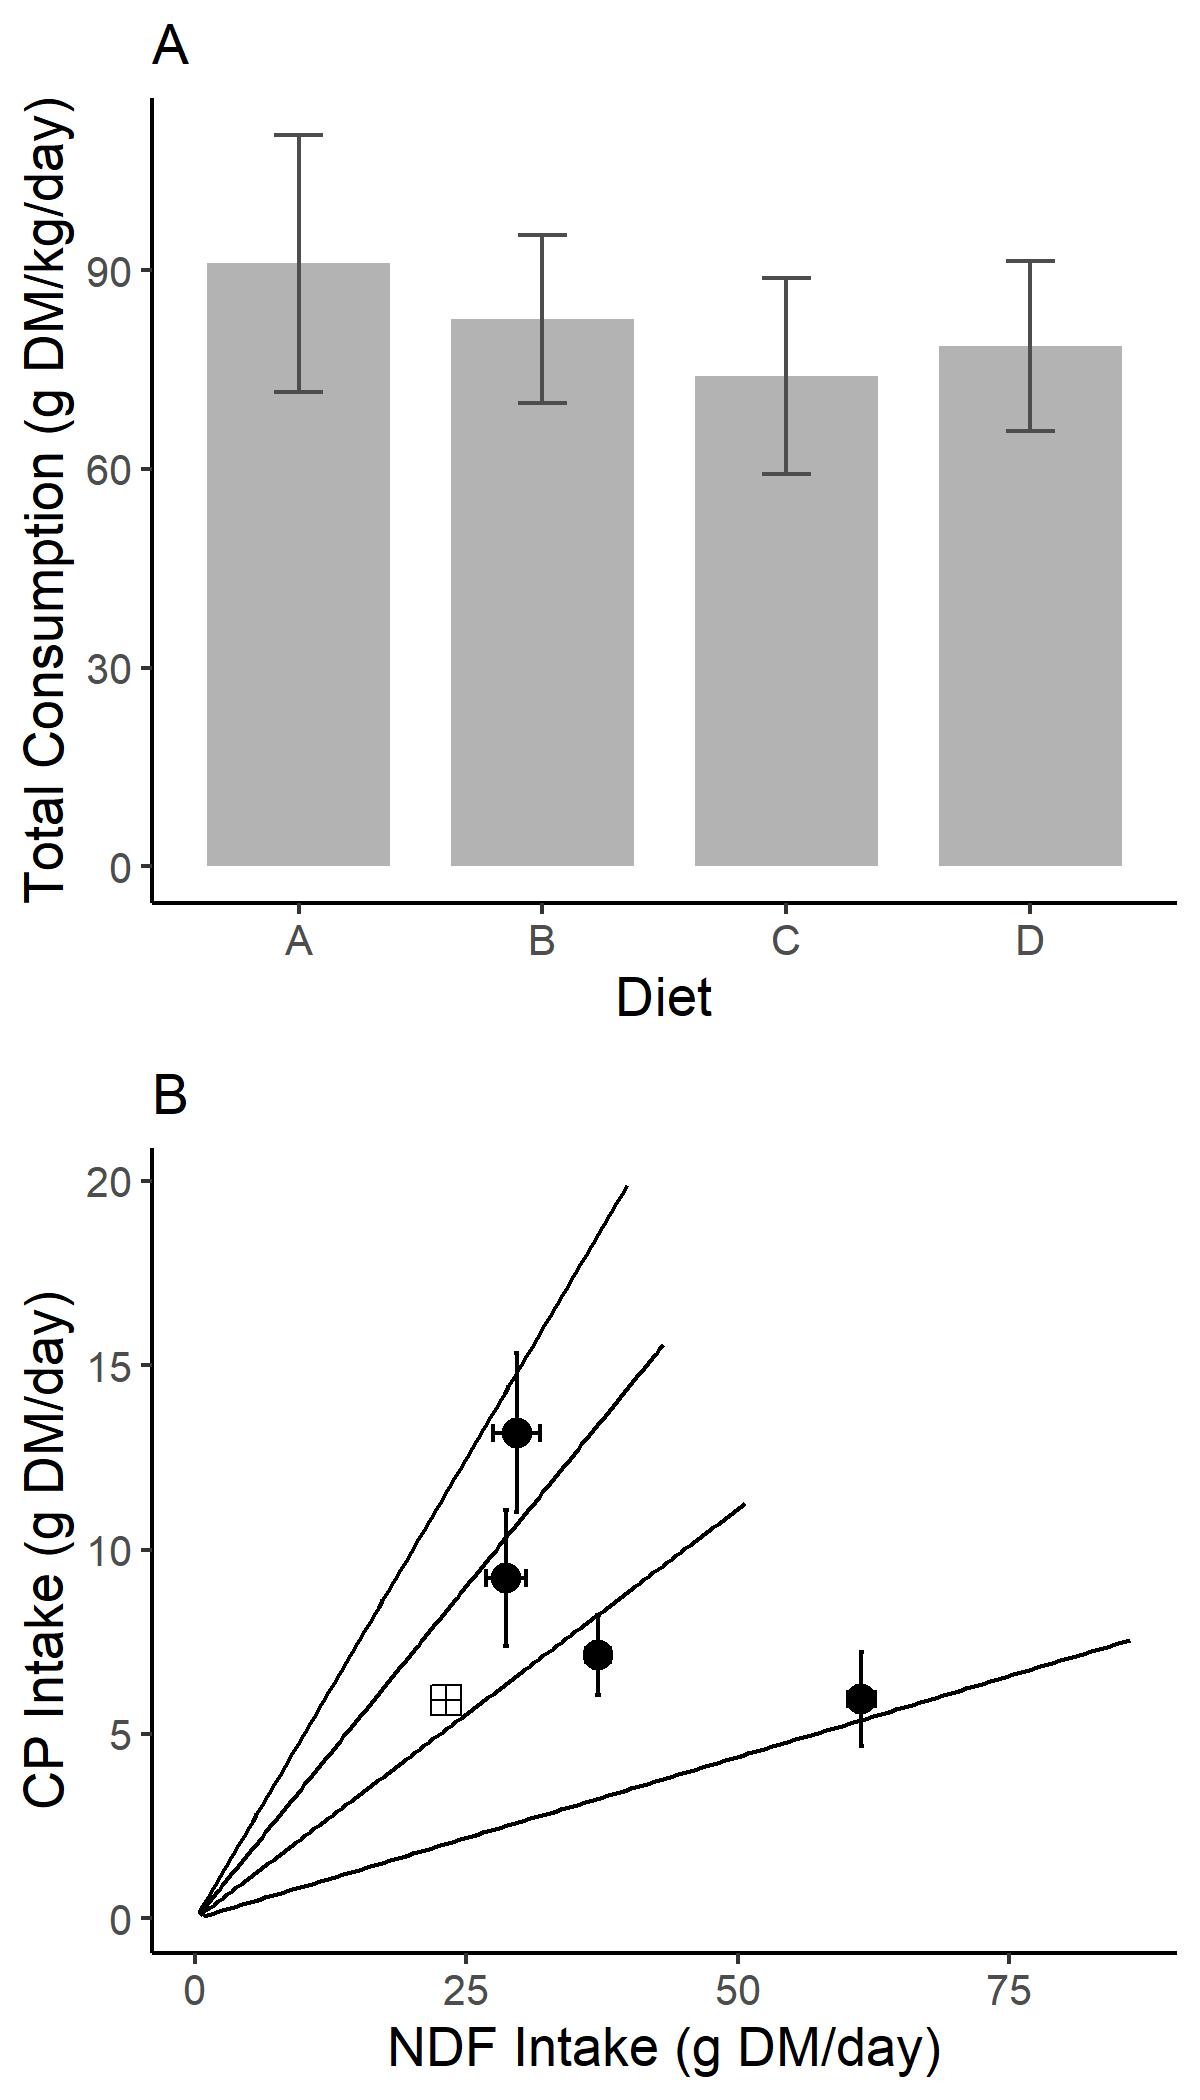 A
Total Consumption (g DM/kg/day)
90
60
30
0
A B C D
Diet
B
CP Intake (g DM/day)
20
15
10
5
0
0 25 50 75
NDF Intake (g DM/day)